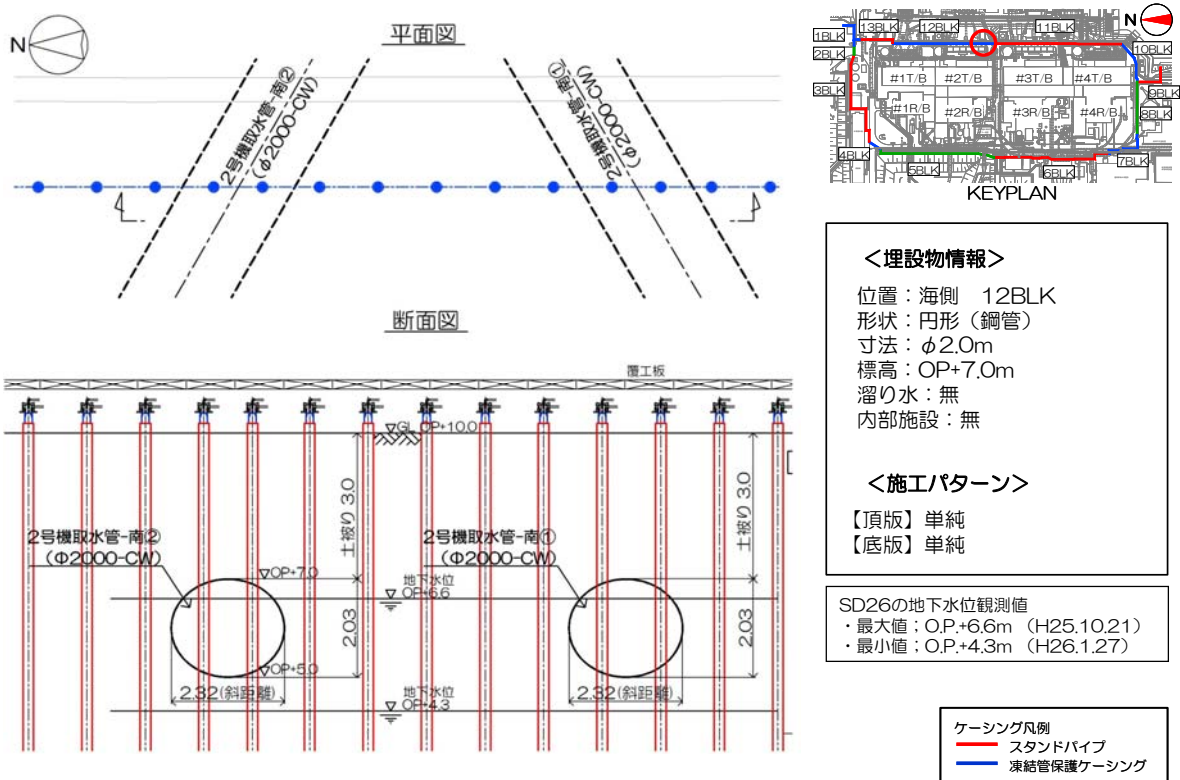 平面図
N
2号機取水管-南②
(φ2000-CW)
2号機取水管-南①
(φ2000-CW)
断面図
覆工板
▽GL OP+10.0
土被り 3.0
土被り 3.0
2号機取水管-南②
(Φ2000-CW)
2号機取水管-南①
(Φ2000-CW)
▽OP+7.0
地下水位
▽ OP+6.6
地下水位
▽ OP+6.6
2.03
2.03
▽OP+5.0
2.32(斜距離)
2.32(斜距離)
地下水位
▽ OP+4.3
N
1BLK
13BLK
12BLK
11BLK
2BLK
10BLK
#1T/B
#2T/B
#3T/B
#4T/B
3BLK
9BLK
#1R/B
#2R/B
#3R/B
#4R/B
8BLK
4BLK
5BLK
6BLK
7BLK
KEYPLAN
＜埋設物情報＞
位置：海側 12BLK
形状：円形（鋼管）
寸法：φ2.0m
標高：OP+7.0m
溜り水：無
内部施設：無
＜施工パターン＞
【頂版】単純
【底版】単純
SD26の地下水位観測値
・最大値；O.P.+6.6m （H25.10.21）
・最小値；O.P.+4.3m （H26.1.27）
ケーシング凡例
スタンドパイプ
凍結管保護ケーシング